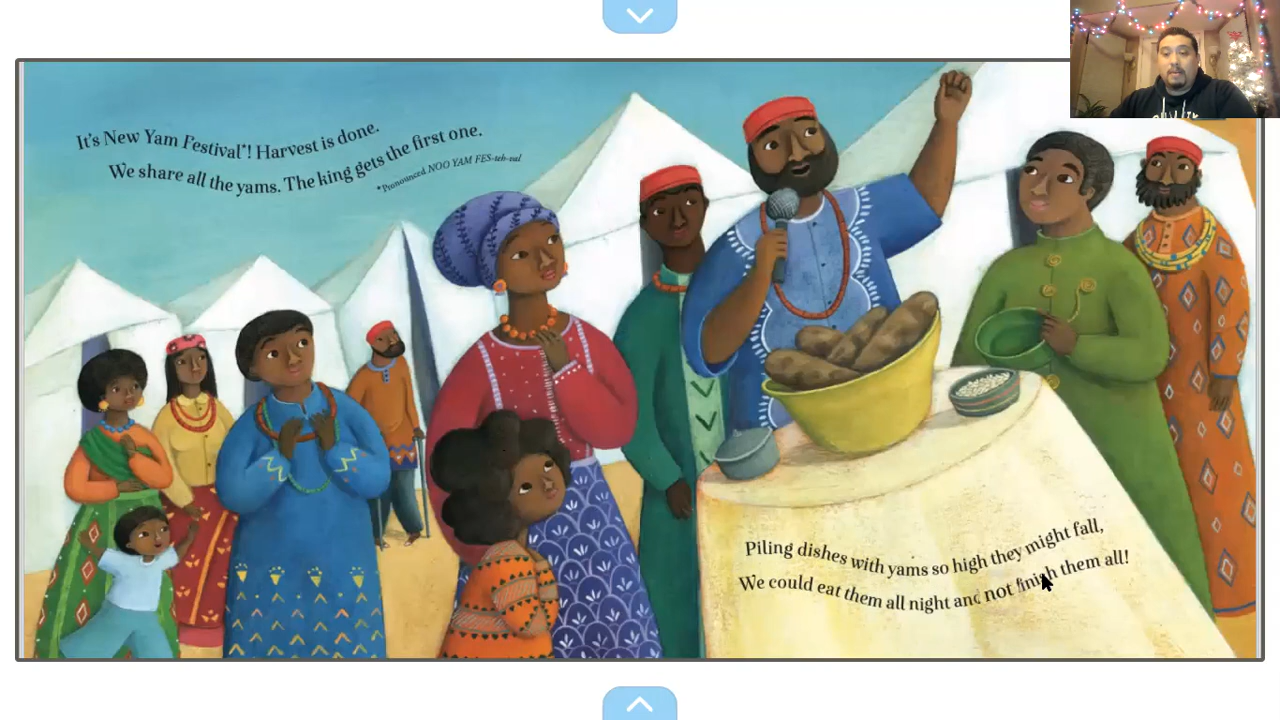 It's New Yam Festival*! Harvest is done.
We share all the yams. The king gets the first one.
*Pronounced NOO YAM FES-teh-val
Piling dishes with yams so high they might fall,
We could eat them all night and not finish them all!